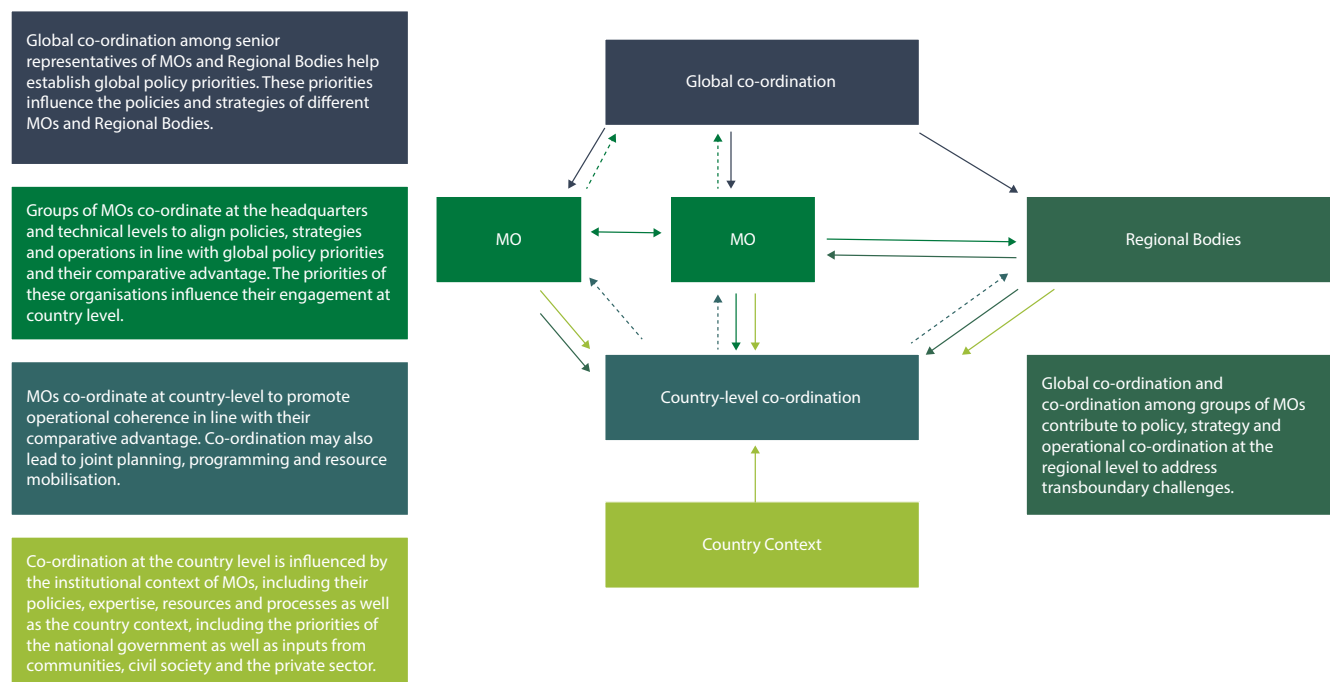 Global co-ordination among senior
representatives of MOs and Regional Bodies help
establish global policy priorities. These priorities
influence the policies and strategies of different
MOs and Regional Bodies.
Groups of MOs co-ordinate at the headquarters
and technical levels to align policies, strategies
and operations in line with global policy priorities
and their comparative advantage. The priorities of
these organisations influence their engagement at
country level.
MOs co-ordinate at country-level to promote
operational coherence in line with their
comparative advantage. Co-ordination may also
lead to joint planning, programming and resource
mobilisation.
Co-ordination at the country level is influenced by
the institutional context of MOs, including their
policies, expertise, resources and processes as well
as the country context, including the priorities of
the national government as well as inputs from
communities, civil society and the private sector.
Global co-ordination
MO
MO
Regional Bodies
Country-level co-ordination
Country Context
Global co-ordination and
co-ordination among groups of MOs
contribute to policy, strategy and
operational co-ordination at the
regional level to address
transboundary challenges.